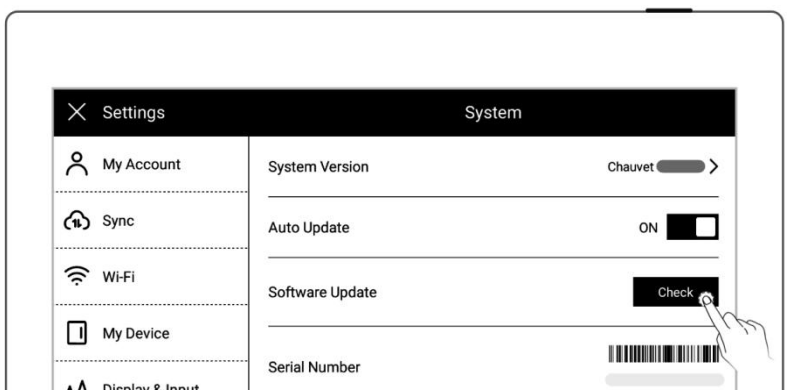 Settings
System
My Account
System Version
Chauvet
Sync
Auto Update
ON
Wi-Fi
Software Update
Check
My Device
Serial Number
Display & Input